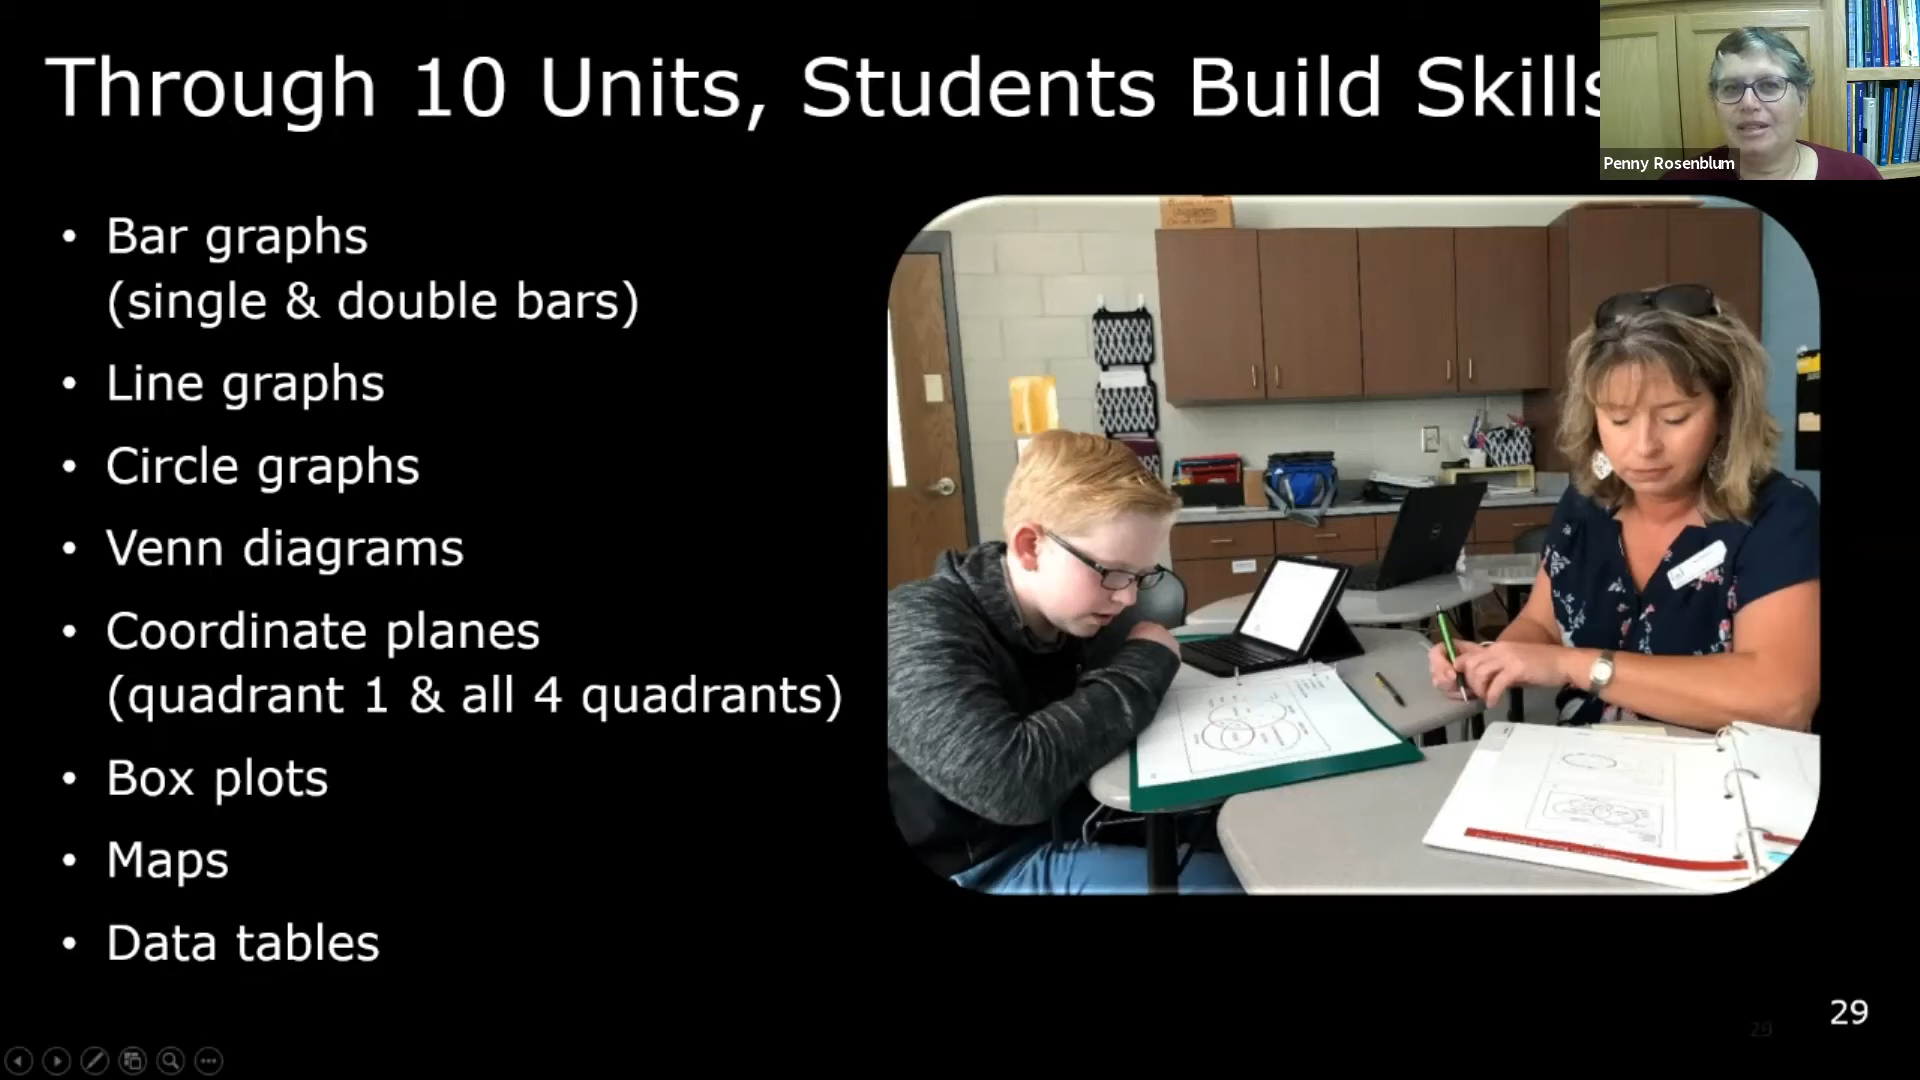 Through 10 Units, Students Build Skills
Penny Rosenblum
• Bar graphs
(single & double bars)
• Line graphs
• Circle graphs
• Venn diagrams
• Coordinate planes
(quadrant 1 & all 4 quadrants)
• Box plots
• Maps
• Data tables
29
29